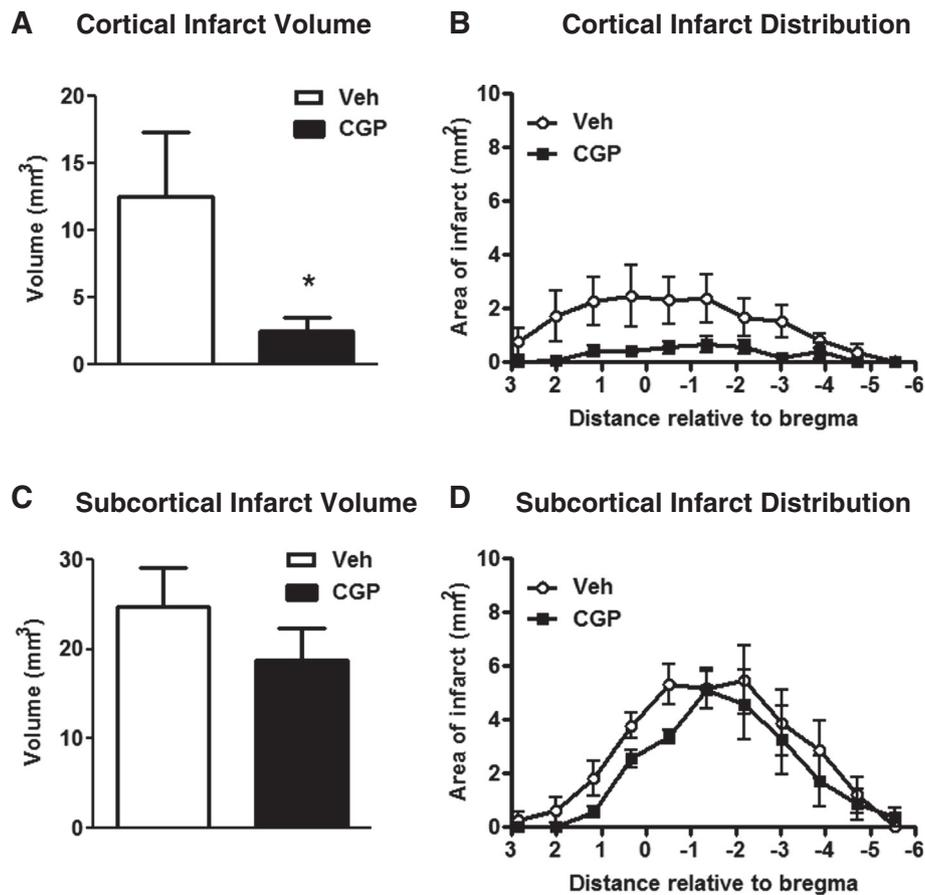 A Cortical Infarct Volume
20
15
10
5
0
Volume (mm3)
Veh
CGP
*
B Cortical Infarct Distribution
10
8
6
4
2
0
Area of infarct (mm2)
Veh
CGP
3 2 1 0 -1 -2 -3 -4 -5 -6
Distance relative to bregma
C Subcortical Infarct Volume
30
20
10
0
Volume (mm3)
Veh
CGP
D Subcortical Infarct Distribution
10
8
6
4
2
0
Area of infarct (mm2)
Veh
CGP
3 2 1 0 -1 -2 -3 -4 -5 -6
Distance relative to bregma